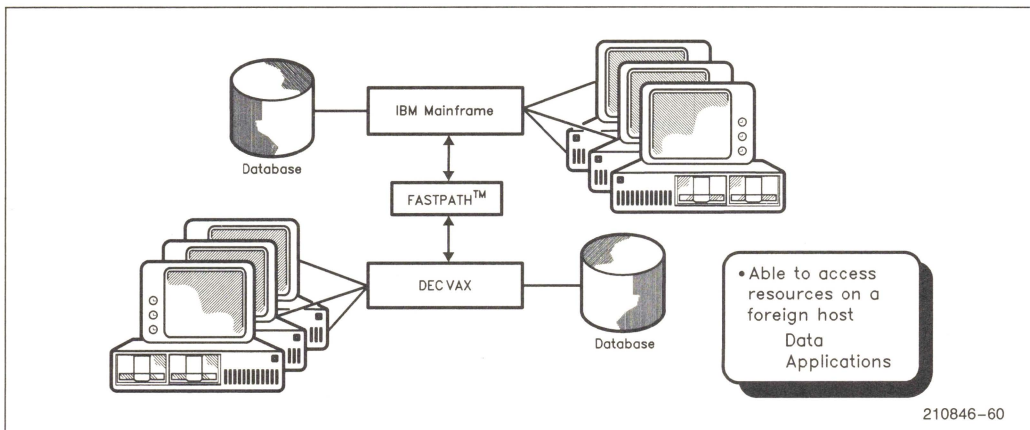 IBM Mainframe
Database
FASTPATH™
DEC VAX
Database
• Able to access
resources on a
foreign host
Data
Applications
210846-60